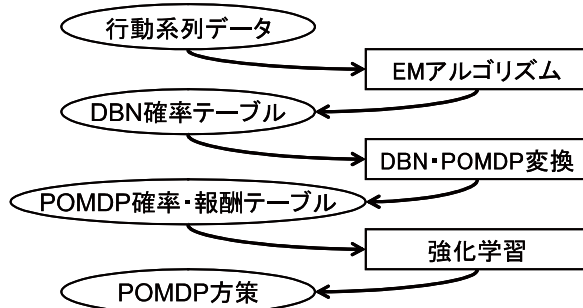 行動系列データ
EMアルゴリズム
DBN確率テーブル
DBN・POMDP変換
POMDP確率・報酬テーブル
強化学習
POMDP方策